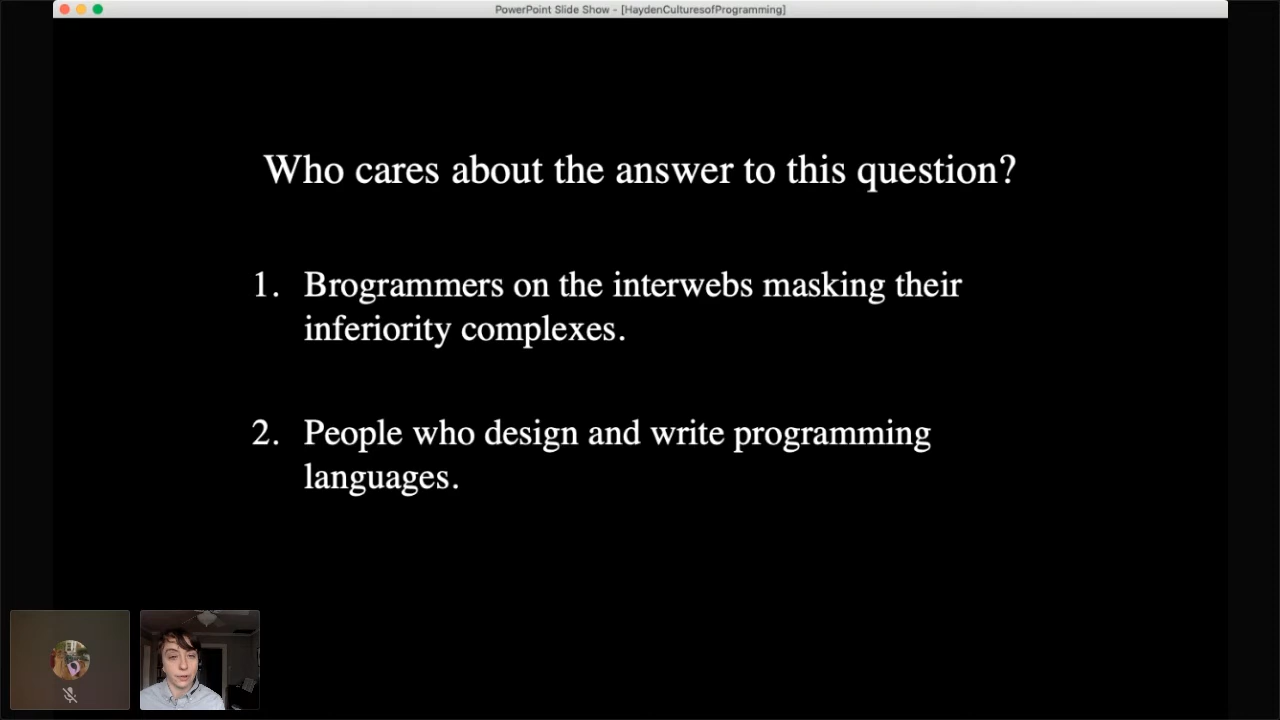 PowerPoint Slide Show - [HaydenCulturesofProgramming]
Who cares about the answer to this question?
1. Brogrammers on the interwebs masking their
inferiority complexes.
2. People who design and write programming
languages.